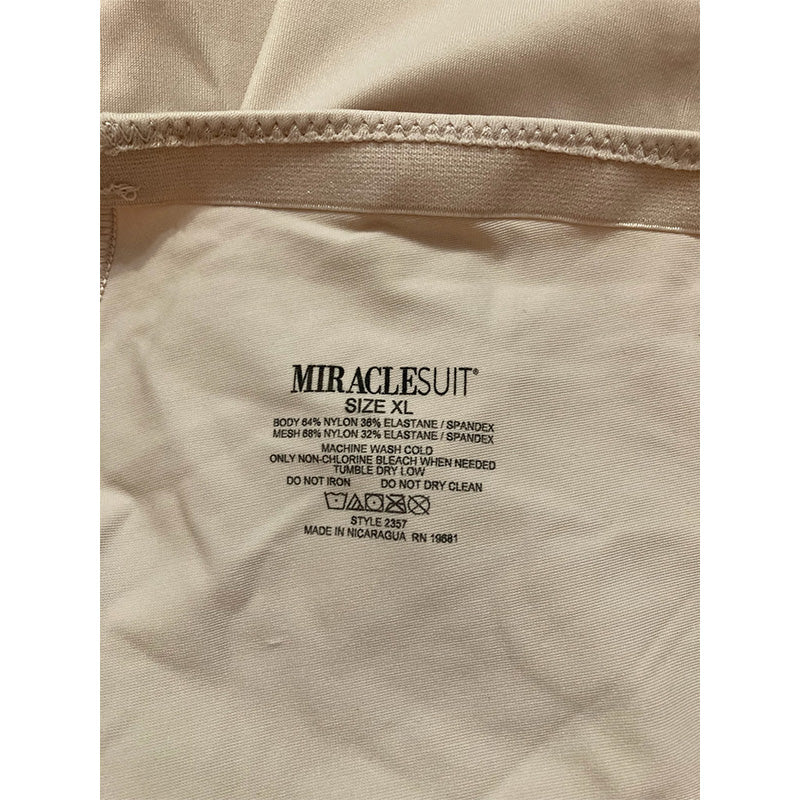 MIRACLESUIT®
SIZE XL
BODY 64% NYLON 36% ELASTANE / SPANDEX
MESH 68% NYLON 32% ELASTANE / SPANDEX
MACHINE WASH COLD
ONLY NON-CHLORINE BLEACH WHEN NEEDED
TUMBLE DRY LOW
DO NOT IRON DO NOT DRY CLEAN
STYLE 2357
MADE IN NICARAGUA RN 19681